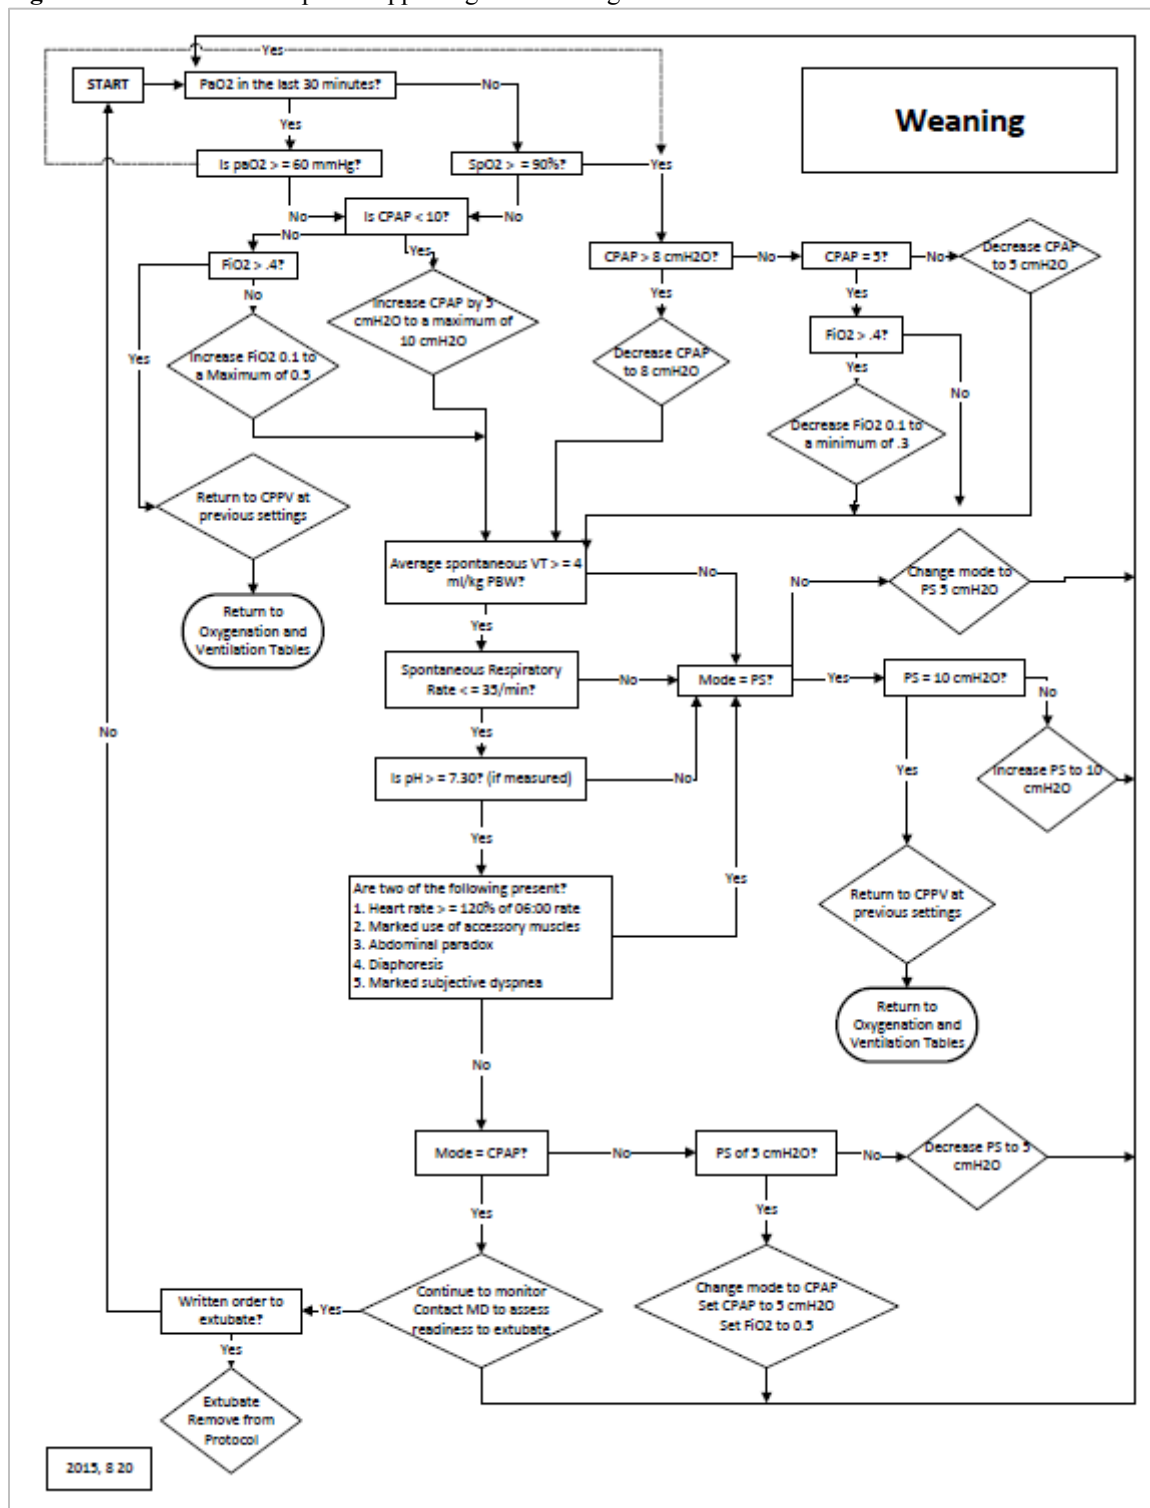 Yes
START
PaO2 in the last 30 minutes?
No
Weaning
Yes
Is paO2 > = 60 mmHg?
SpO2 > = 90%?
Yes
No
Is CPAP < 10?
No
No
Yes
FiO2 > .4?
CPAP > 8 cmH2O?
No
CPAP = 5?
No
Decrease CPAP
to 5 cmH2O
No
Yes
Yes
Increase CPAP by 5
cmH2O to a maximum of
10 cmH2O
FiO2 > .4?
Yes
Increase FiO2 0.1 to
a Maximum of 0.5
Decrease CPAP
to 8 cmH2O
Yes
No
Decrease FiO2 0.1 to
a minimum of .3
Return to CPPV at
previous settings
Average spontaneous VT > = 4
ml/kg PBW?
No
No
Change mode to
PS 5 cmH2O
Return to
Oxygenation and
Ventilation Tables
Yes
Spontaneous Respiratory
Rate < = 35/min?
No
Mode = PS?
Yes
PS = 10 cmH2O?
No
No
Yes
Is pH > = 7.30? (if measured)
No
Yes
Increase PS to 10
cmH2O
Yes
Are two of the following present?
1. Heart rate > = 120% of 06:00 rate
2. Marked use of accessory muscles
3. Abdominal paradox
4. Diaphoresis
5. Marked subjective dyspnea
Yes
Return to CPPV at
previous settings
Return to
Oxygenation and
Ventilation Tables
No
Mode = CPAP?
No
PS of 5 cmH2O?
No
Decrease PS to 5
cmH2O
Yes
Yes
Written order to
extubate?
Yes
Continue to monitor
Contact MD to assess
readiness to extubate
Change mode to CPAP
Set CPAP to 5 cmH2O
Set FiO2 to 0.5
Yes
Extubate
Remove from
Protocol
2015, 8 20